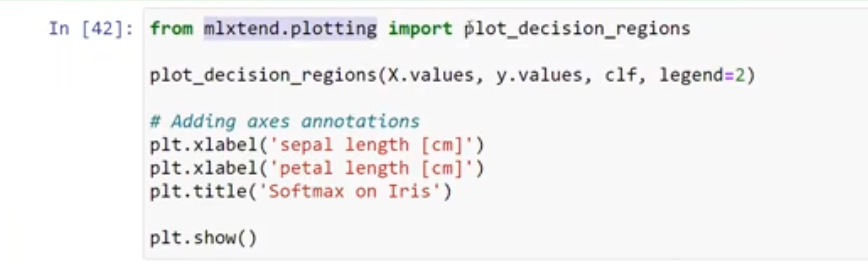 In [42]: from mlxtend.plotting import plot_decision_regions
plot_decision_regions(X.values, y.values, clf, legend=2)
# Adding axes annotations
plt.xlabel('sepal length [cm]')
plt.xlabel('petal length [cm]')
plt.title('Softmax on Iris')
plt.show()